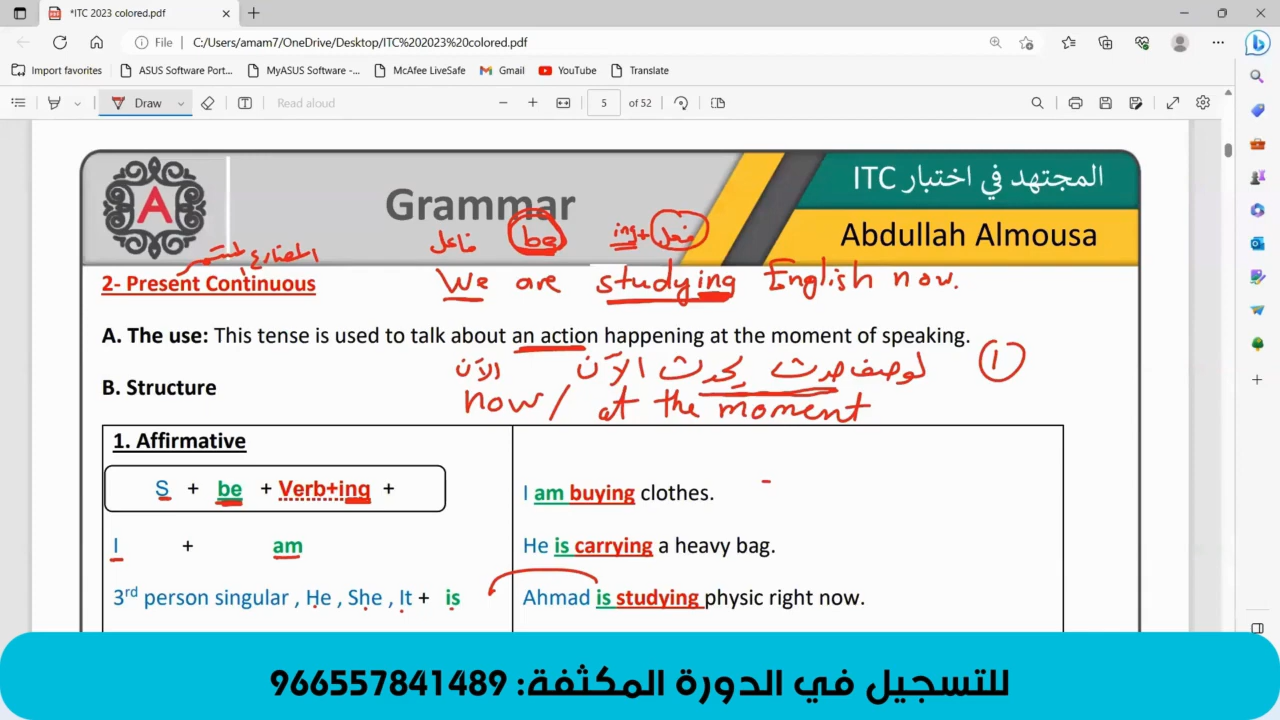 *ITC 2023 colored.pdf
File C:/Users/amam7/OneDrive/Desktop/ITC%202023%20colored.pdf
Import favorites ASUS Software Port... MyASUS Software -... McAfee LiveSafe Gmail YouTube Translate
Draw Read aloud 5 of 52
A
Grammar
المجتهد في اختبار ITC
Abdullah Almousa
فاعل be ing+ فعل
المضارع المستمر
2- Present Continuous
We are studying English now.
A. The use: This tense is used to talk about an action happening at the moment of speaking.
لوصف حدث يحدث الآن الآن
1
B. Structure
now / at the moment
1. Affirmative
S + be + Verb+ing +
I am buying clothes.
I + am
He is carrying a heavy bag.
3rd person singular , He , She , It + is
Ahmad is studying physic right now.
للتسجيل في الدورة المكثفة: 966557841489